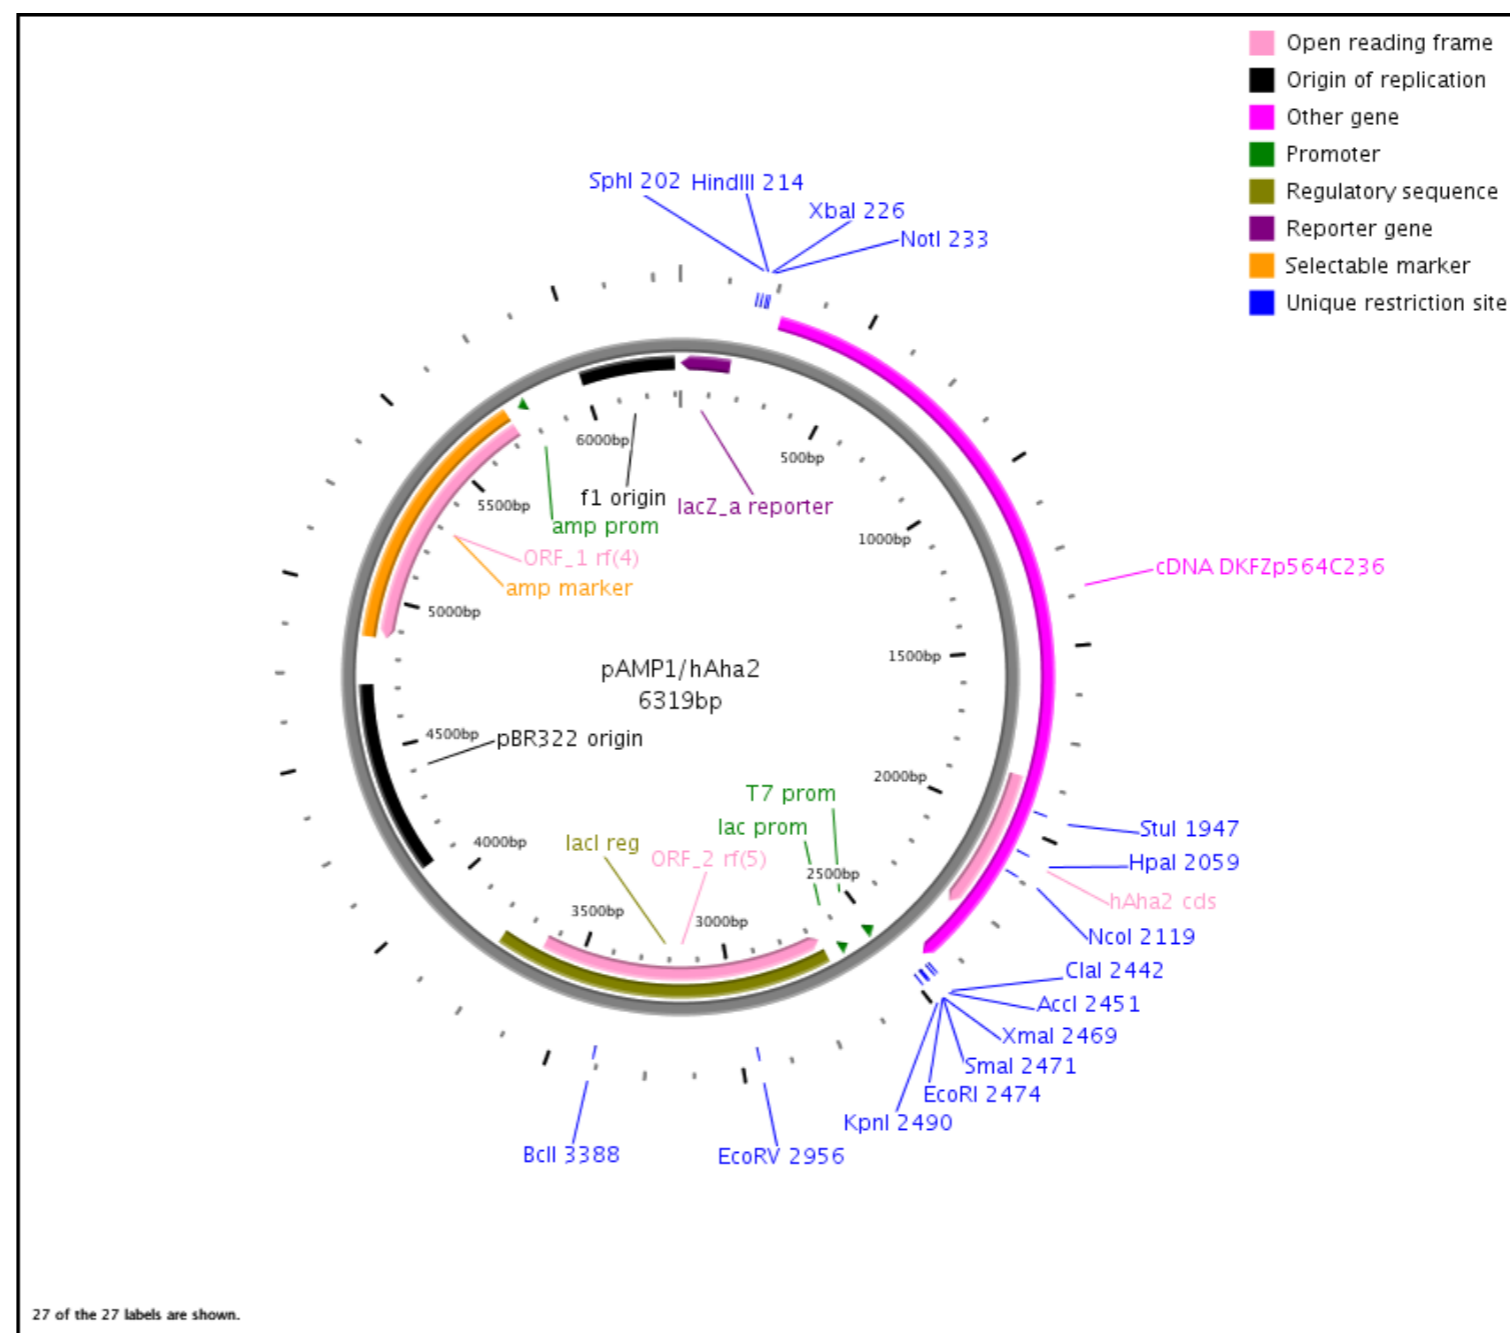 Open reading frame
Origin of replication
Other gene
Promoter
Regulatory sequence
Reporter gene
Selectable marker
Unique restriction site
SphI 202
HindIII 214
XbaI 226
NotI 233
6000bp
500bp
f1 origin
lacZ_a reporter
5500bp
amp prom
1000bp
ORF_1 rf(4)
cDNA DKFZp564C236
amp marker
5000bp
1500bp
pAMP1/hAha2
6319bp
4500bp
pBR322 origin
2000bp
T7 prom
lac prom
StuI 1947
4000bp
lacI reg
ORF_2 rf(5)
HpaI 2059
2500bp
hAha2 cds
3500bp
3000bp
NcoI 2119
ClaI 2442
AccI 2451
XmaI 2469
SmaI 2471
EcoRI 2474
KpnI 2490
BclI 3388
EcoRV 2956
27 of the 27 labels are shown.